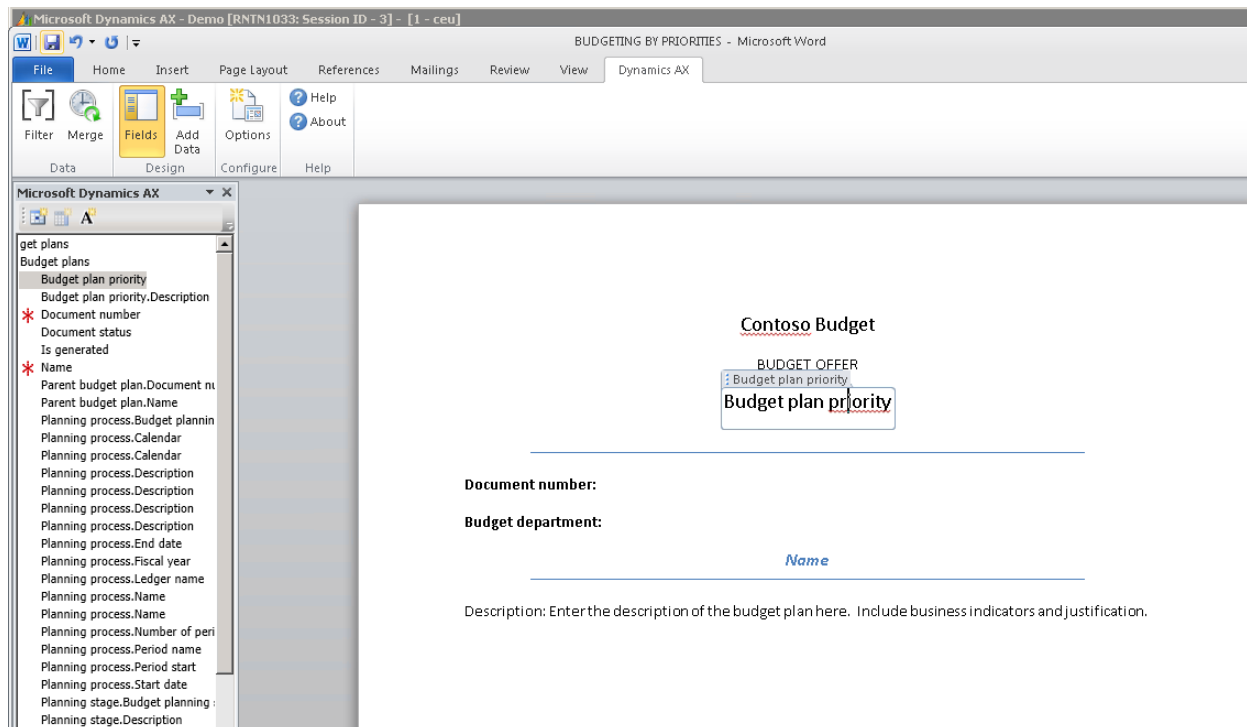 Microsoft Dynamics AX - Demo [RNTN1033: Session ID - 3] - [1 - ceu]
BUDGETING BY PRIORITIES - Microsoft Word
File Home Insert Page Layout References Mailings Review View Dynamics AX
Filter Merge Fields Add Data Options Help
About
Data Design Configure Help
Microsoft Dynamics AX
A
get plans
Budget plans
Budget plan priority
Budget plan priority.Description
Document number
Document status
Is generated
Name
Parent budget plan.Document nu
Parent budget plan.Name
Planning process.Budget plannin
Planning process.Calendar
Planning process.Calendar
Planning process.Description
Planning process.Description
Planning process.Description
Planning process.Description
Planning process.End date
Planning process.Fiscal year
Planning process.Ledger name
Planning process.Name
Planning process.Name
Planning process.Number of peri
Planning process.Period name
Planning process.Period start
Planning process.Start date
Planning stage.Budget planning
Planning stage.Description
Contoso Budget
BUDGET OFFER
Budget plan priority
Budget plan priority
Document number:
Budget department:
Name
Description: Enter the description of the budget plan here. Include business indicators and justification.